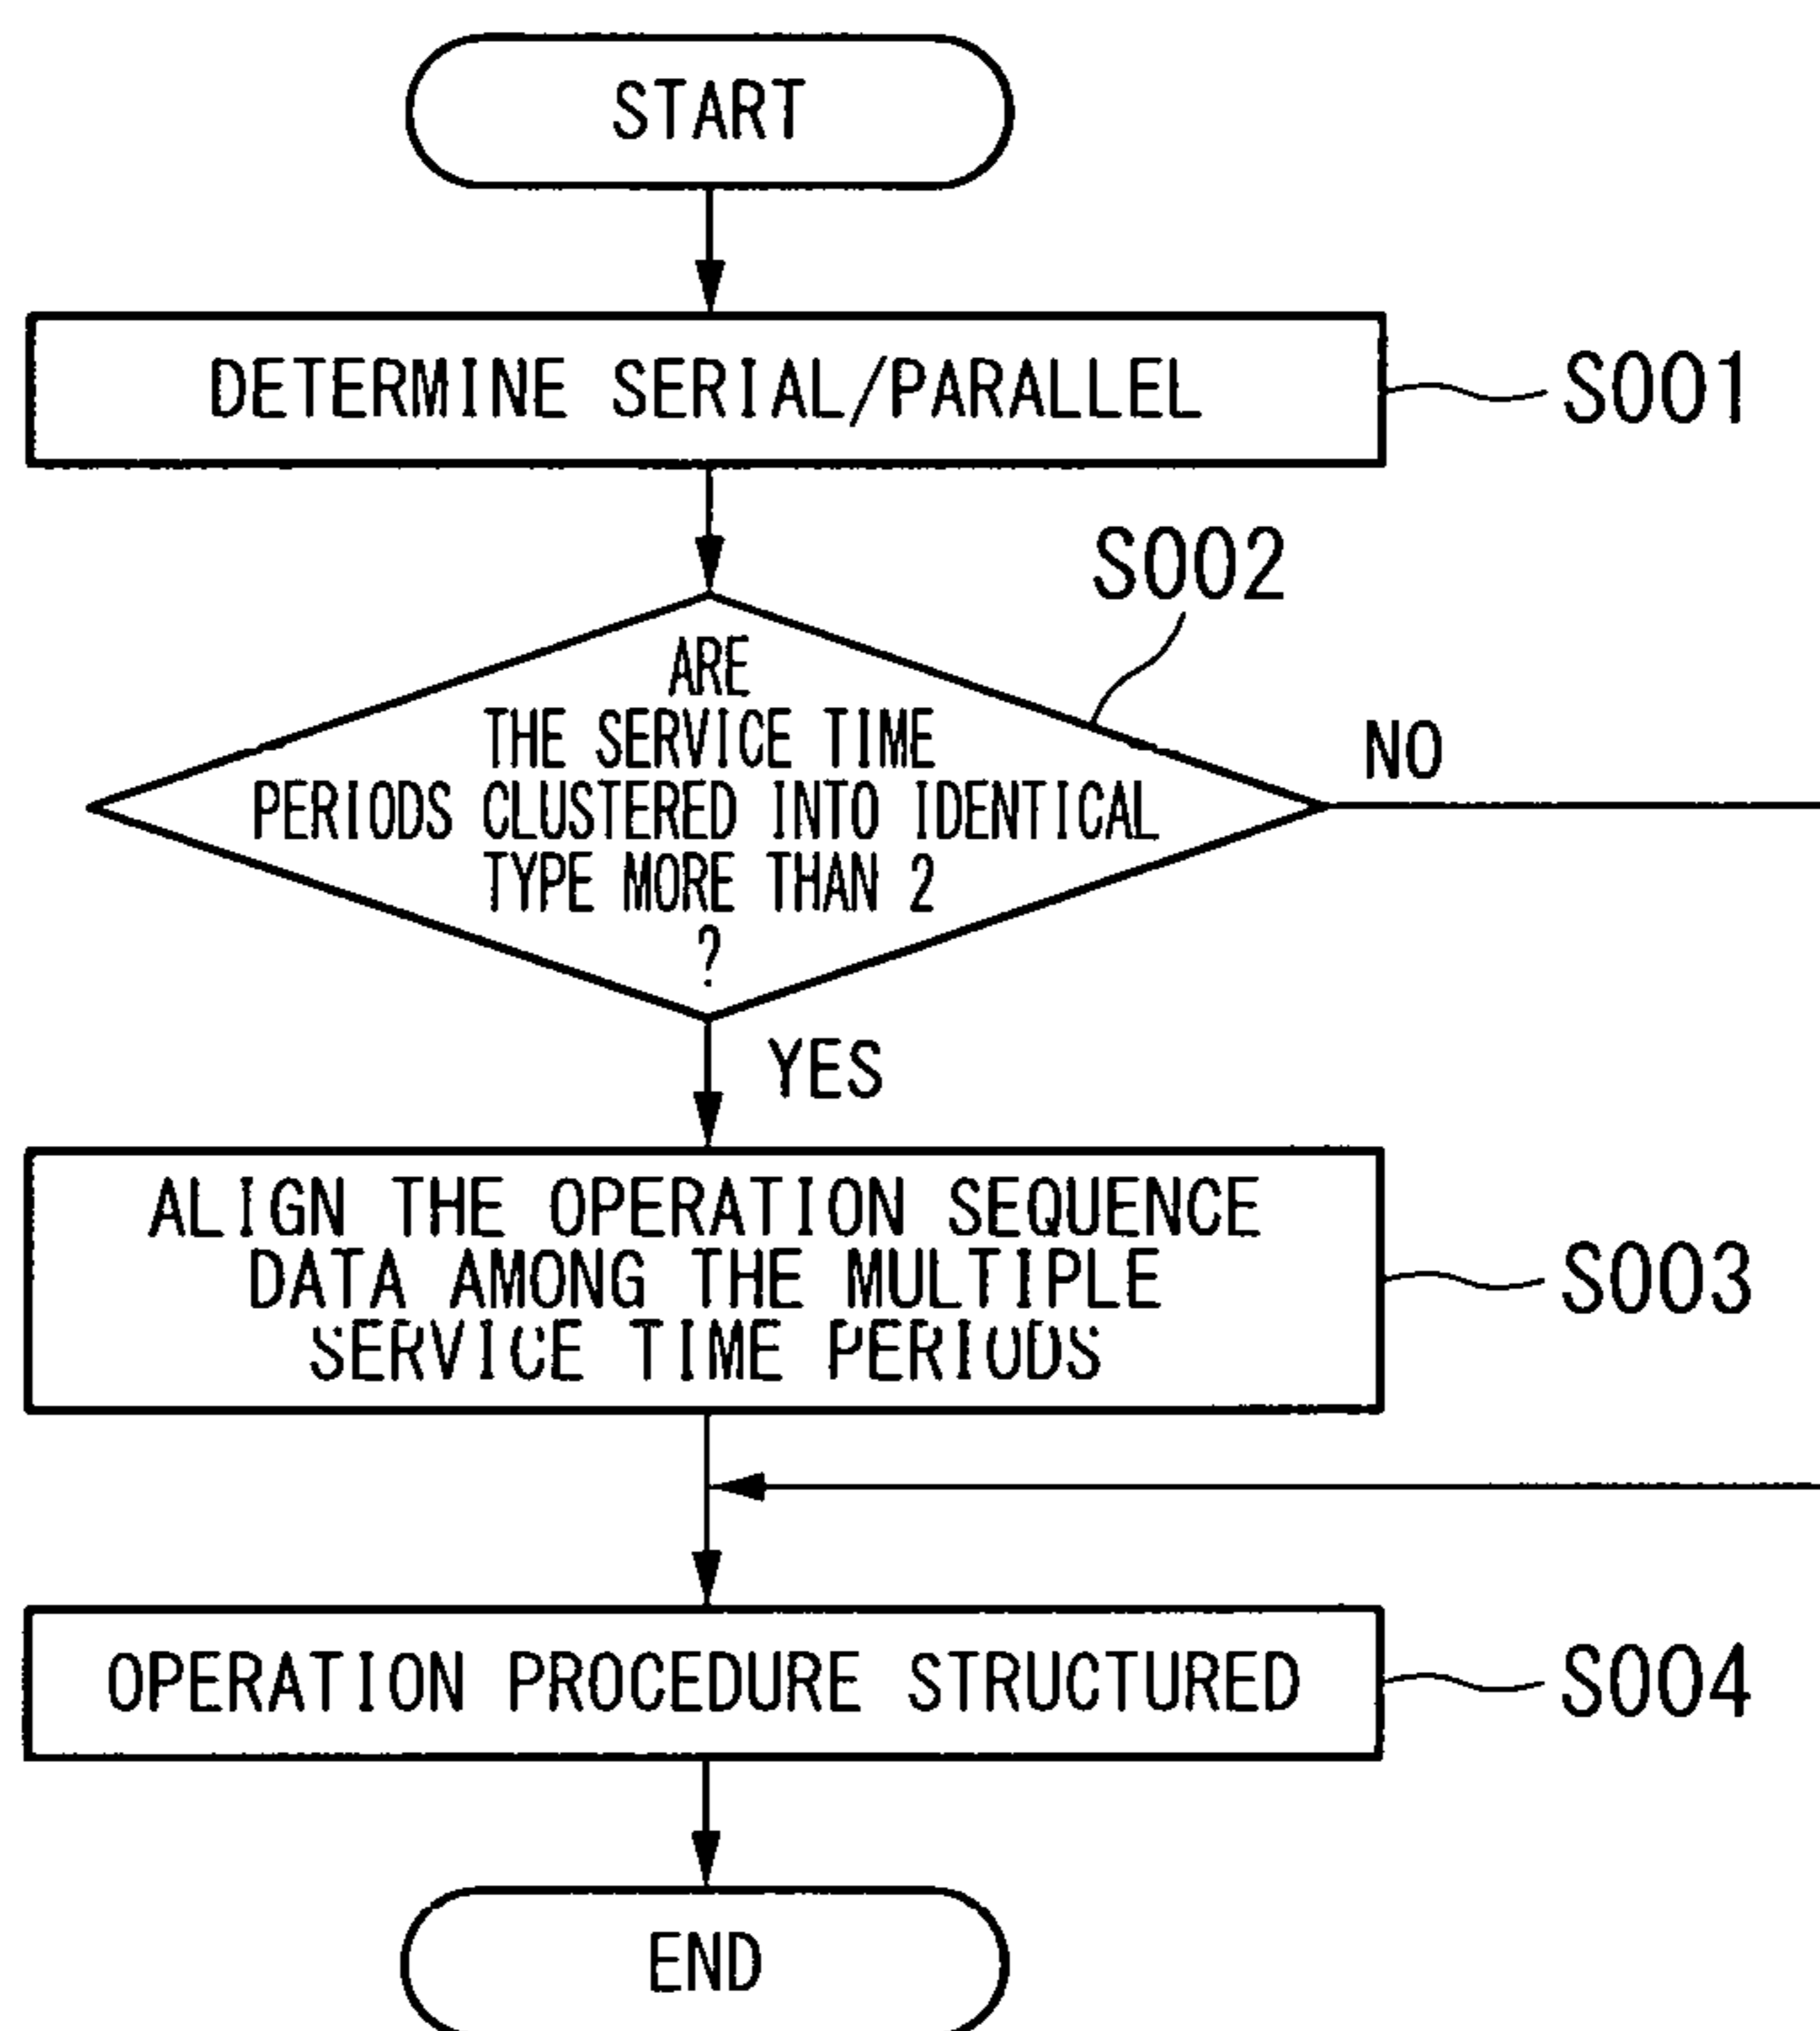 START
DETERMINE SERIAL/PARALLEL
S001
S002
ARE
THE SERVICE TIME
PERIODS CLUSTERED INTO IDENTICAL
TYPE MORE THAN 2
?
NO
YES
ALIGN THE OPERATION SEQUENCE
DATA AMONG THE MULTIPLE
SERVICE TIME PERIODS
S003
OPERATION PROCEDURE STRUCTURED
S004
END